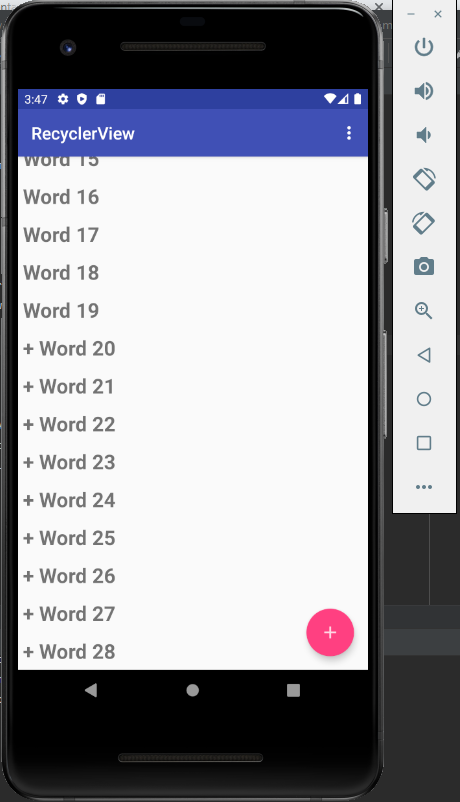 3:47
RecyclerView
Word 15
Word 16
Word 17
Word 18
Word 19
+ Word 20
+ Word 21
+ Word 22
+ Word 23
+ Word 24
+ Word 25
+ Word 26
+ Word 27
+ Word 28
+